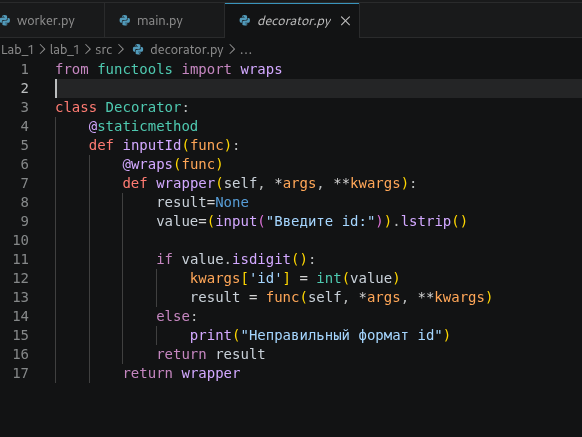 worker.py main.py decorator.py
Lab_1 > lab_1 > src > decorator.py > ...
1 from functools import wraps
2
3 class Decorator:
4 @staticmethod
5 def inputId(func):
6 @wraps(func)
7 def wrapper(self, *args, **kwargs):
8 result=None
9 value=(input("Введите id:")).lstrip()
10
11 if value.isdigit():
12 kwargs['id'] = int(value)
13 result = func(self, *args, **kwargs)
14 else:
15 print("Неправильный формат id")
16 return result
17 return wrapper